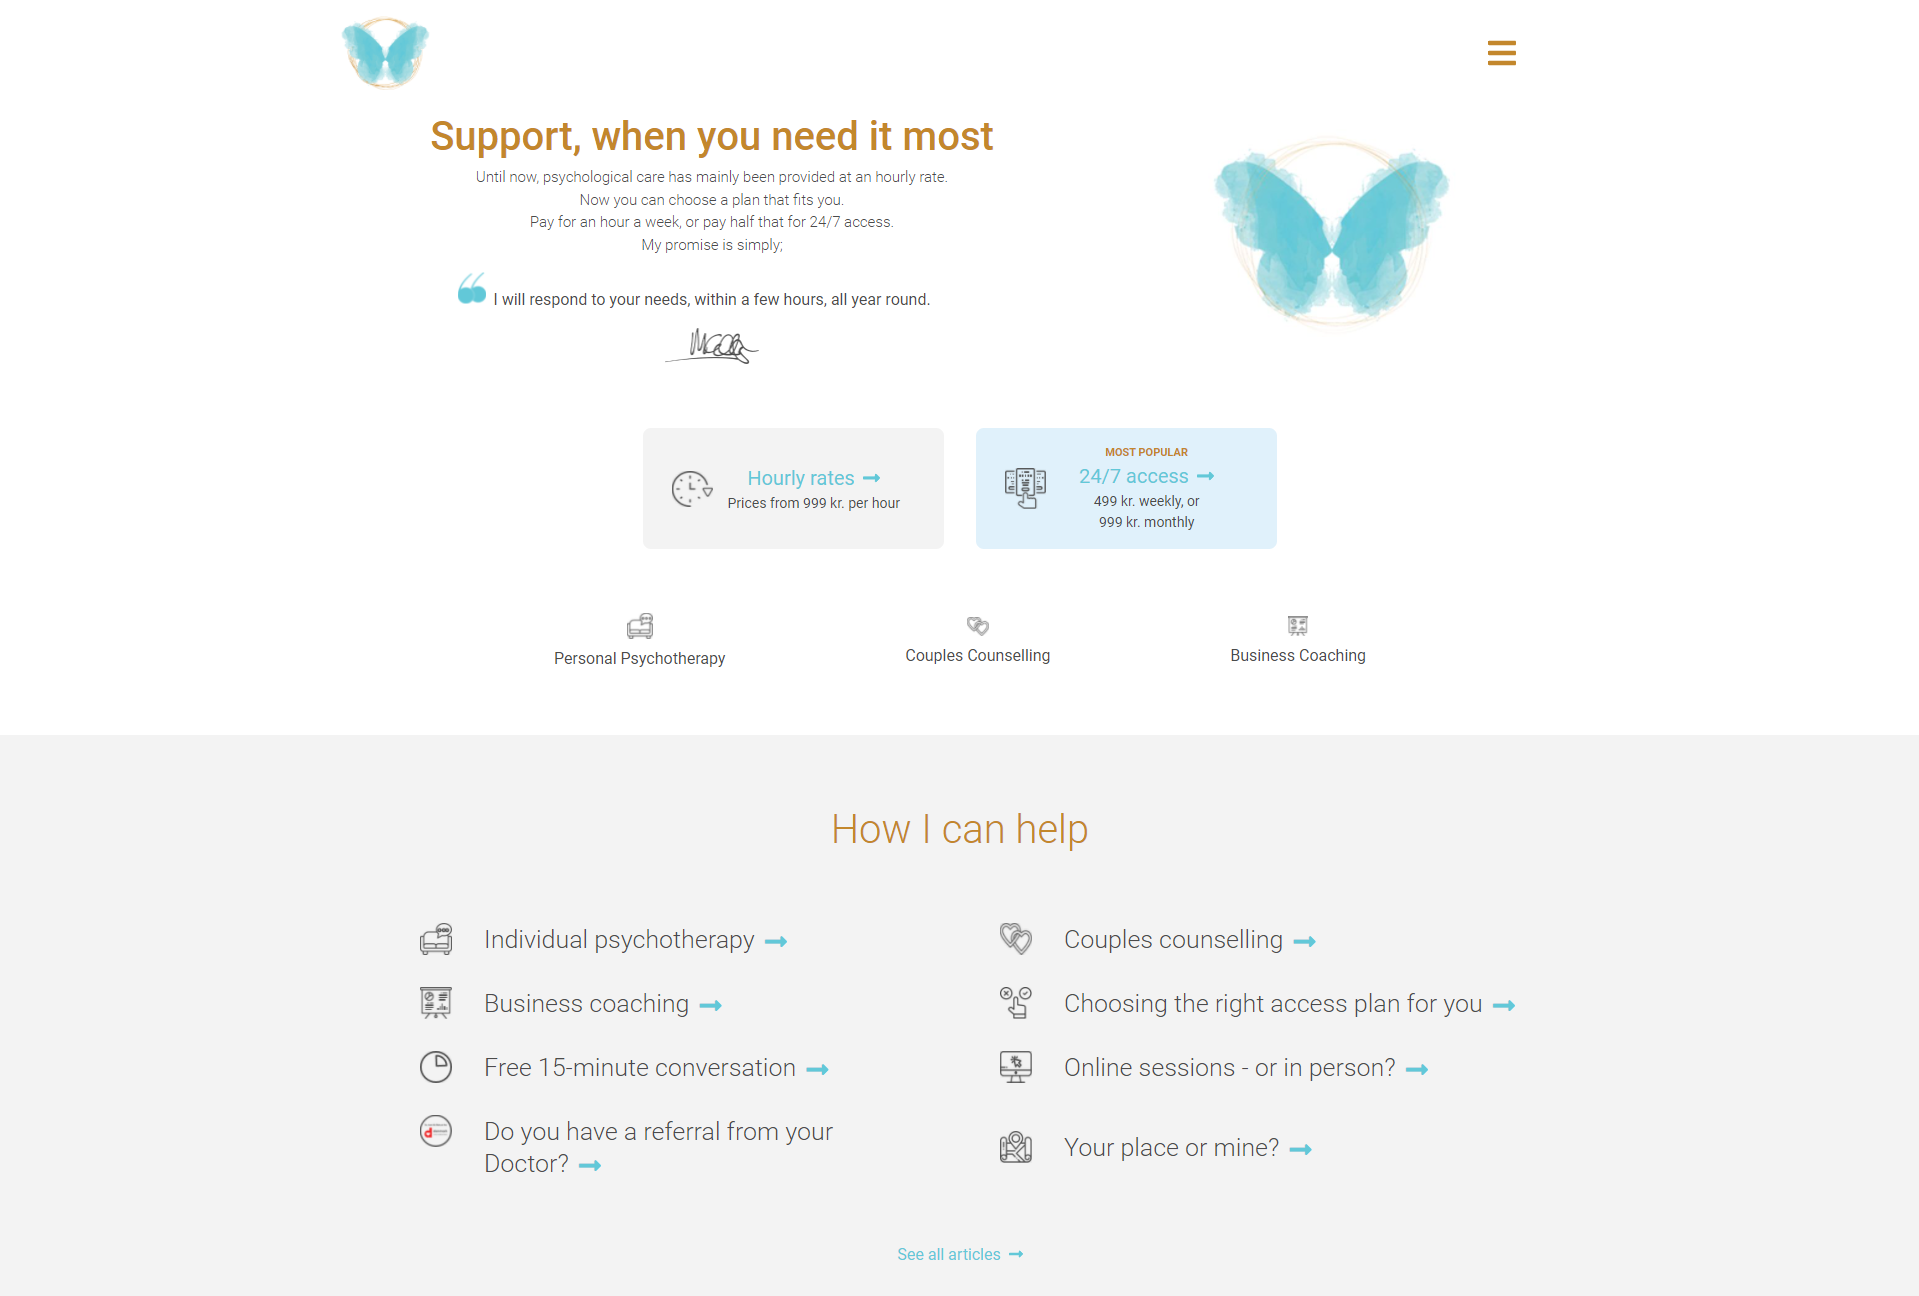 Support, when you need it most
Until now, psychological care has mainly been provided at an hourly rate.
Now you can choose a plan that fits you.
Pay for an hour a week, or pay half that for 24/7 access.
My promise is simply;
I will respond to your needs, within a few hours, all year round.
Hourly rates
Prices from 999 kr. per hour
MOST POPULAR
24/7 access
499 kr. weekly, or
999 kr. monthly
Personal Psychotherapy
Couples Counselling
Business Coaching
How I can help
Individual psychotherapy
Couples counselling
Business coaching
Choosing the right access plan for you
Free 15-minute conversation
Online sessions - or in person?
Do you have a referral from your
Doctor?
Your place or mine?
See all articles